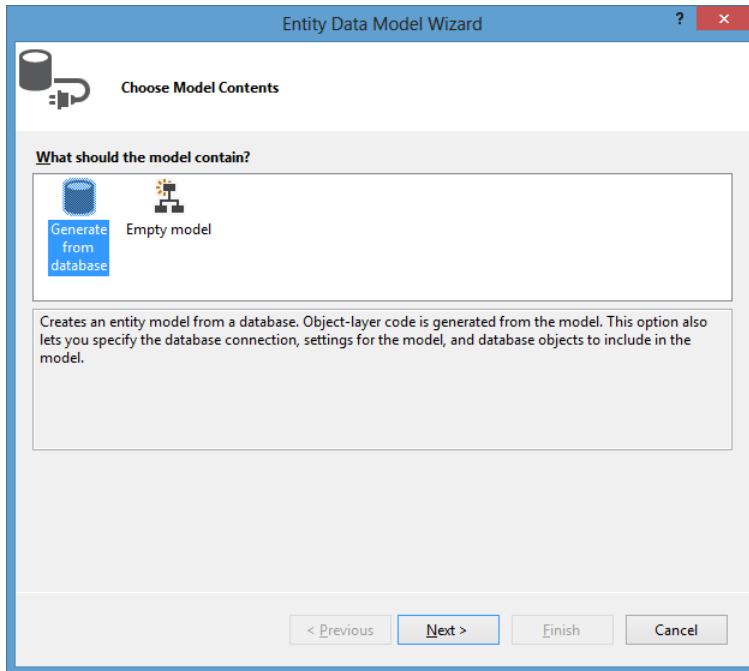 Entity Data Model Wizard
?
Choose Model Contents
What should the model contain?
Generate
from
database
Empty model
Creates an entity model from a database. Object-layer code is generated from the model. This option also
lets you specify the database connection, settings for the model, and database objects to include in the
model.
< Previous
Next >
Finish
Cancel